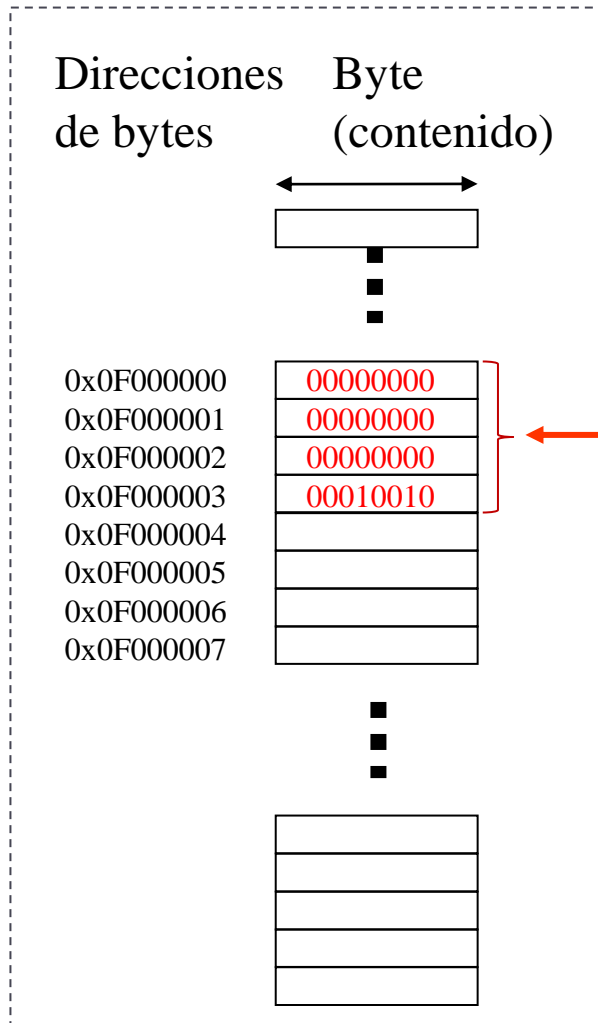 Direcciones Byte
de bytes (contenido)
0x0F000000 00000000
0x0F000001 00000000
0x0F000002 00000000
0x0F000003 00010010
0x0F000004
0x0F000005
0x0F000006
0x0F000007